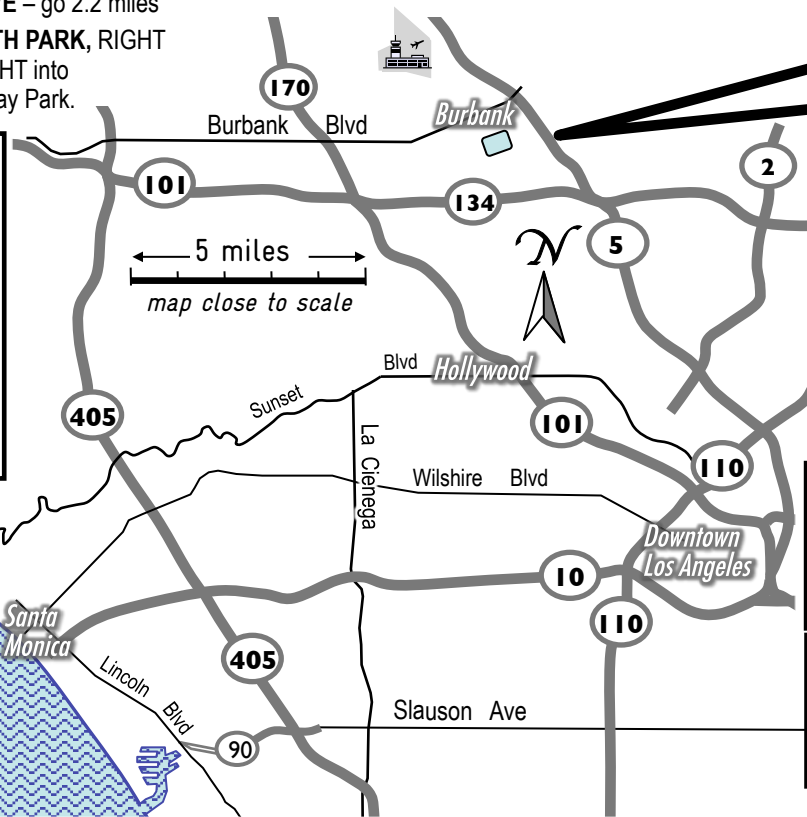 E – go 2.2 miles
TH PARK, RIGHT
HT into
ay Park.
170
Burbank Blvd
Burbank
101
134
2
5
N
5 miles
map close to scale
Blvd
Hollywood
Sunset
405
101
La Cienega
110
Wilshire Blvd
Downtown
Los Angeles
10
110
Santa
Monica
405
Lincoln
Blvd
Slauson Ave
90